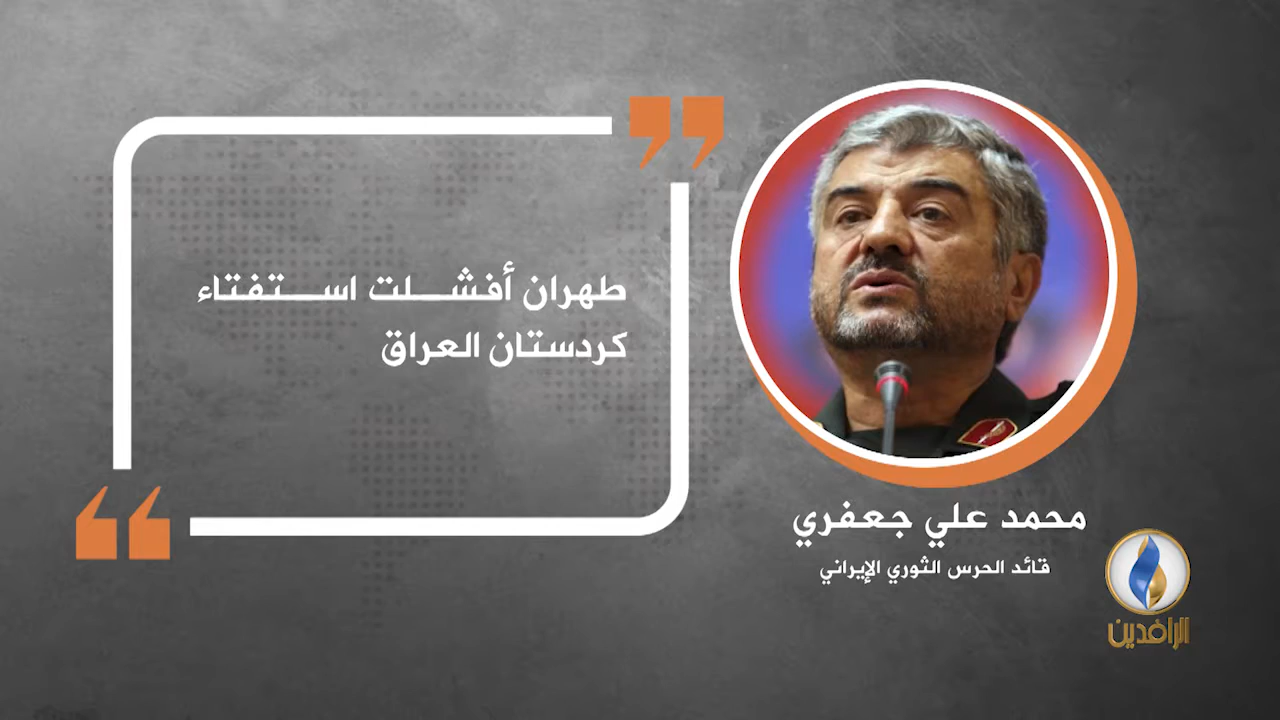 طهران أفشلت استفتاء
كردستان العراق
محمد علي جعفري
قائد الحرس الثوري الإيراني
الرافدين